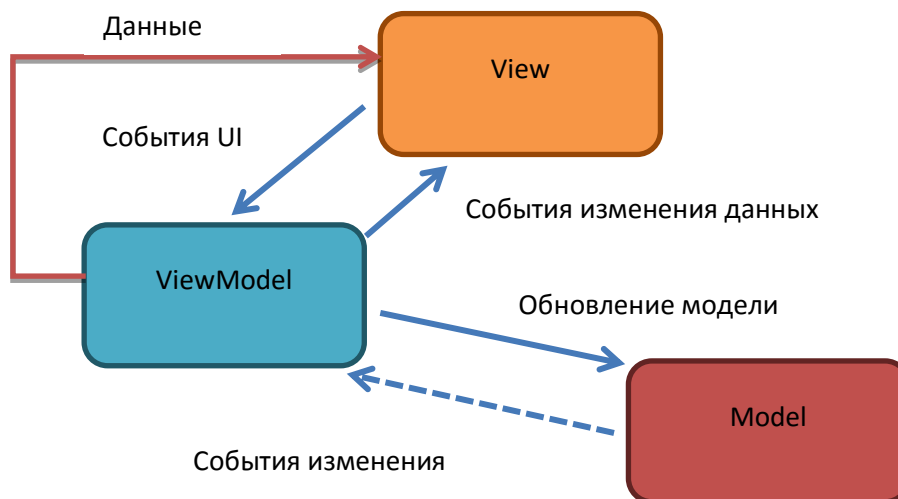 Данные
View
События UI
События изменения данных
ViewModel
Обновление модели
Model
События изменения